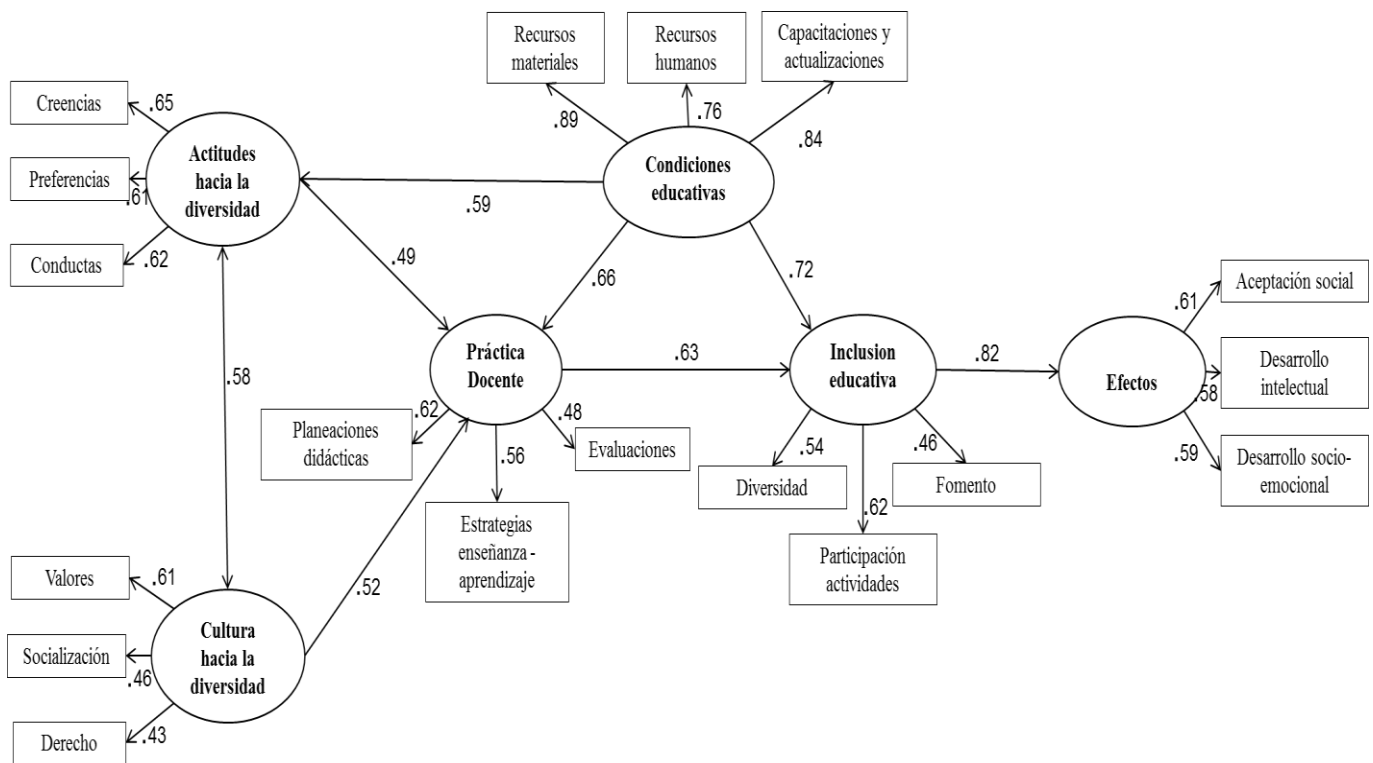 Recursos
materiales
Recursos
humanos
Capacitaciones y
actualizaciones
.89
.76
.84
Creencias
.65
Preferencias
.61
Conductas
.62
Actitudes
hacia la
diversidad
Condiciones
educativas
.59
.49
.66
.72
.58
Práctica
Docente
.63
Inclusion
educativa
.82
Efectos
.61
Aceptación social
.58
Desarrollo
intelectual
.59
Desarrollo socio-
emocional
.62
Planeaciones
didácticas
.56
Estrategias
enseñanza -
aprendizaje
.48
Evaluaciones
.54
Diversidad
.62
Participación
actividades
.46
Fomento
.52
Valores
.61
Socialización
.46
Derecho
.43
Cultura
hacia la
diversidad